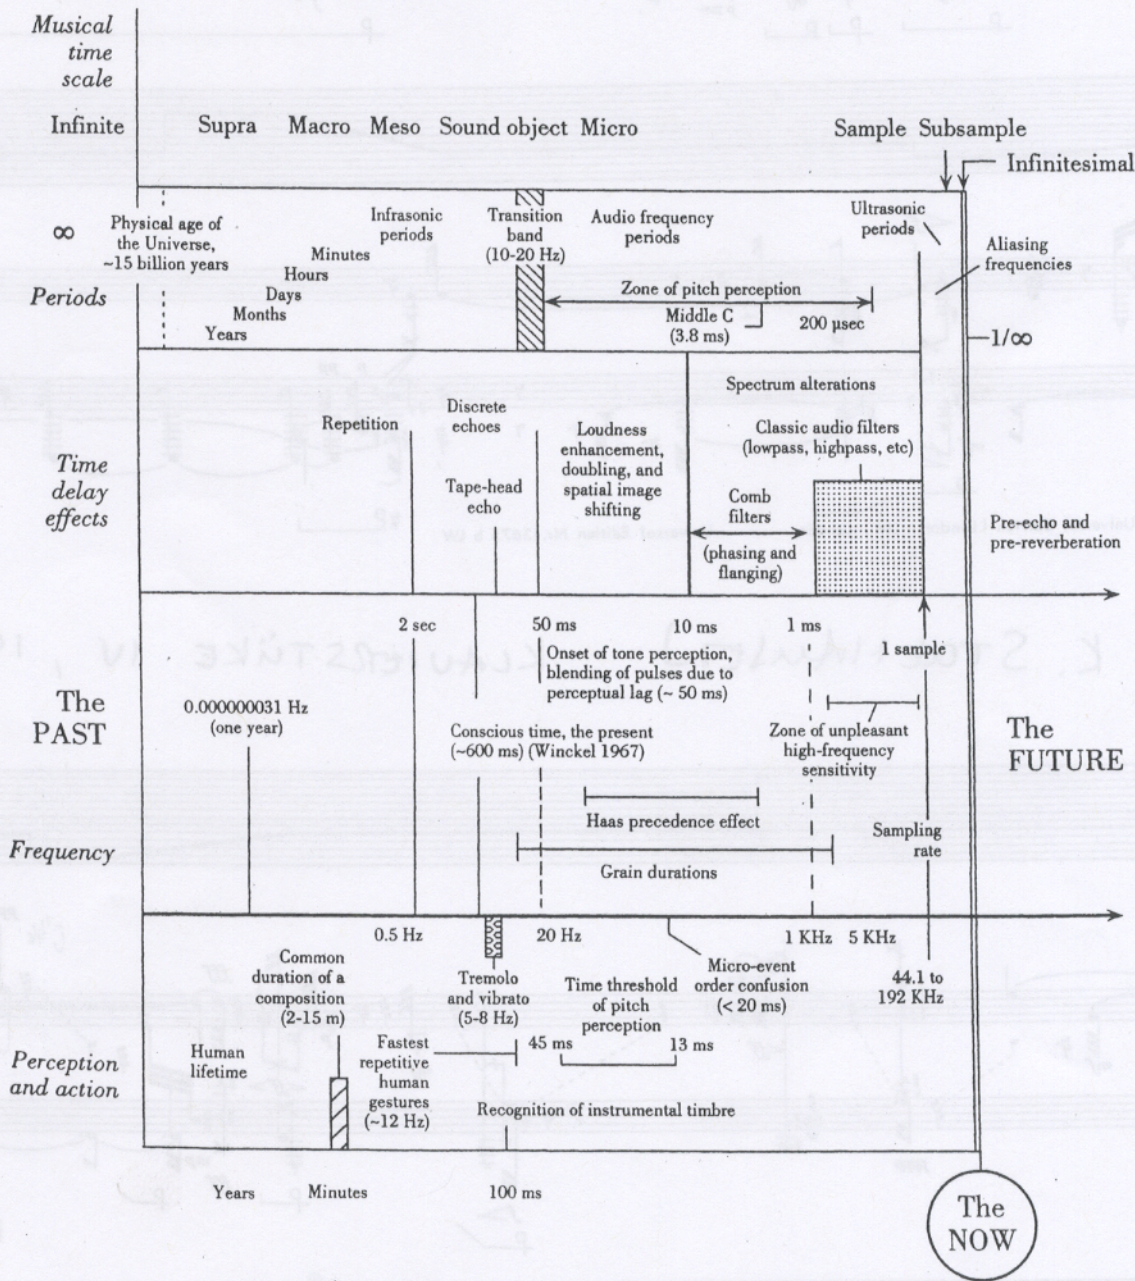 Musical
time
scale
Infinite Supra Macro Meso Sound object Micro Sample Subsample
Infinitesimal
∞
Physical age of
the Universe,
~15 billion years
Infrasonic
periods
Transition
band
(10-20 Hz)
Audio frequency
periods
Ultrasonic
periods
Aliasing
frequencies
Periods
Minutes
Hours
Days
Months
Years
Zone of pitch perception
Middle C
(3.8 ms)
200 µsec
1/∞
Time
delay
effects
Repetition
Discrete
echoes
Tape-head
echo
Loudness
enhancement,
doubling, and
spatial image
shifting
Spectrum alterations
Classic audio filters
(lowpass, highpass, etc)
Comb
filters
(phasing and
flanging)
Pre-echo and
pre-reverberation
2 sec 50 ms 10 ms 1 ms
1 sample
Onset of tone perception,
blending of pulses due to
perceptual lag (~ 50 ms)
The
PAST
0.000000031 Hz
(one year)
Conscious time, the present
(~600 ms) (Winckel 1967)
Zone of unpleasant
high-frequency
sensitivity
The
FUTURE
Haas precedence effect
Grain durations
Sampling
rate
Frequency
0.5 Hz 20 Hz 1 KHz 5 KHz
44.1 to
192 KHz
Common
duration of a
composition
(2-15 m)
Tremolo
and vibrato
(5-8 Hz)
Time threshold
of pitch
perception
45 ms 13 ms
Micro-event
order confusion
(< 20 ms)
Perception
and action
Human
lifetime
Fastest
repetitive
human
gestures
(~12 Hz)
Recognition of instrumental timbre
Years Minutes 100 ms
The
NOW